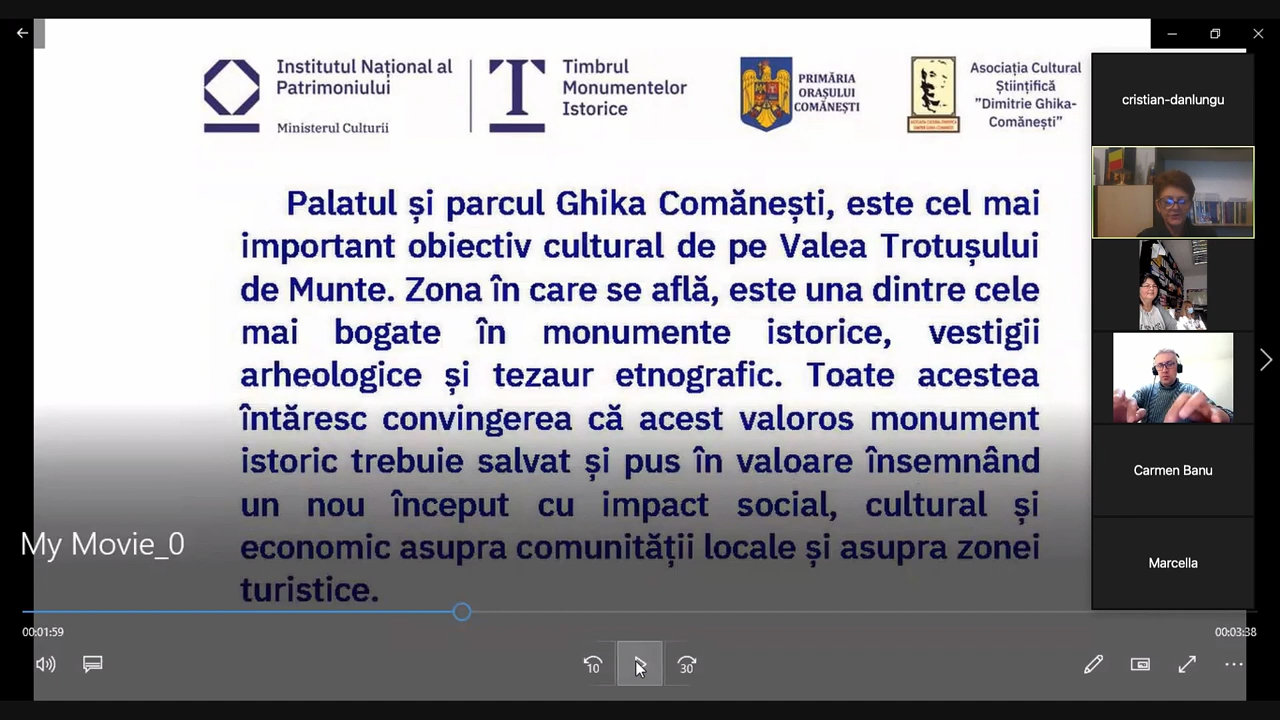 Institutul Național al
Patrimoniului
Ministerul Culturii
Timbrul
Monumentelor
Istorice
PRIMĂRIA
ORAȘULUI
COMĂNEȘTI
Asociația Cultural
Științifică
”Dimitrie Ghika-
Comănești”
cristian-danlungu
Palatul și parcul Ghika Comănești, este cel mai
important obiectiv cultural de pe Valea Trotușului
de Munte. Zona în care se află, este una dintre cele
mai bogate în monumente istorice, vestigii
arheologice și tezaur etnografic. Toate acestea
întăresc convingerea că acest valoros monument
istoric trebuie salvat și pus în valoare însemnând
un nou început cu impact social, cultural și
economic asupra comunității locale și asupra zonei
turistice.
Carmen Banu
Marcella
My Movie_0
00:01:59
00:03:38
10
30